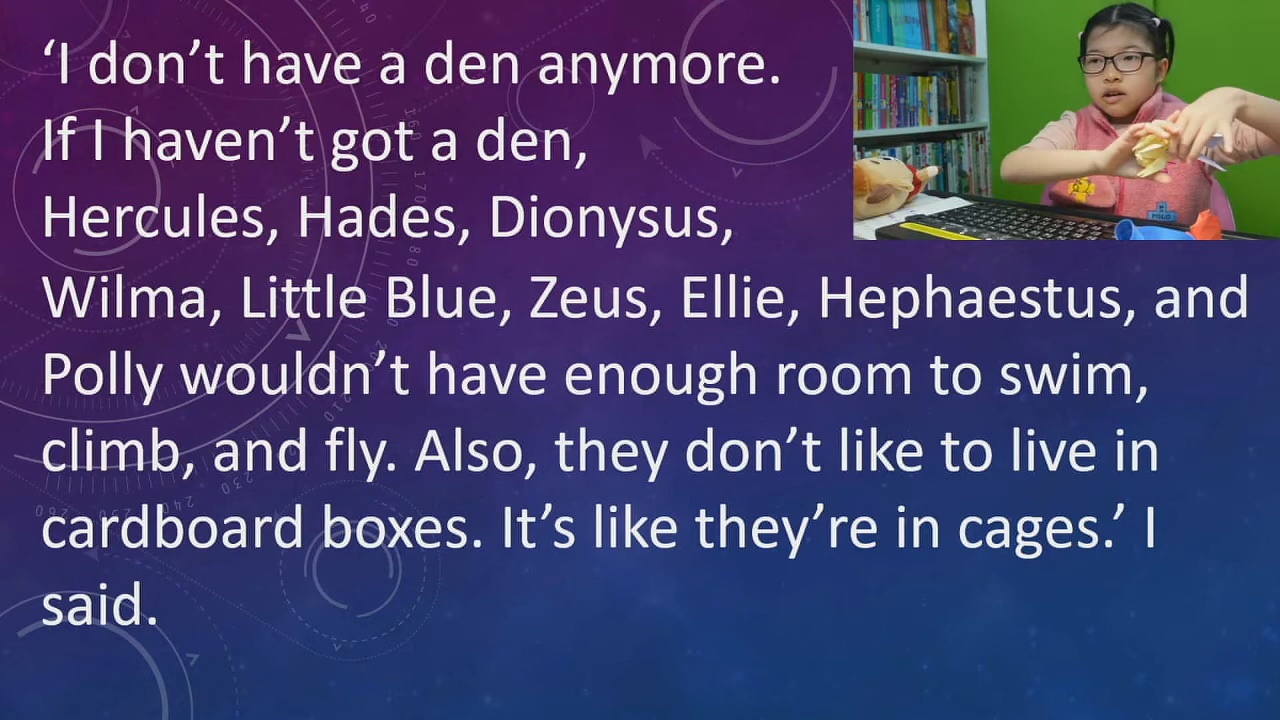 ‘I don’t have a den anymore.
If I haven’t got a den,
Hercules, Hades, Dionysus,
Wilma, Little Blue, Zeus, Ellie, Hephaestus, and
Polly wouldn’t have enough room to swim,
climb, and fly. Also, they don’t like to live in
cardboard boxes. It’s like they’re in cages.’ I
said.